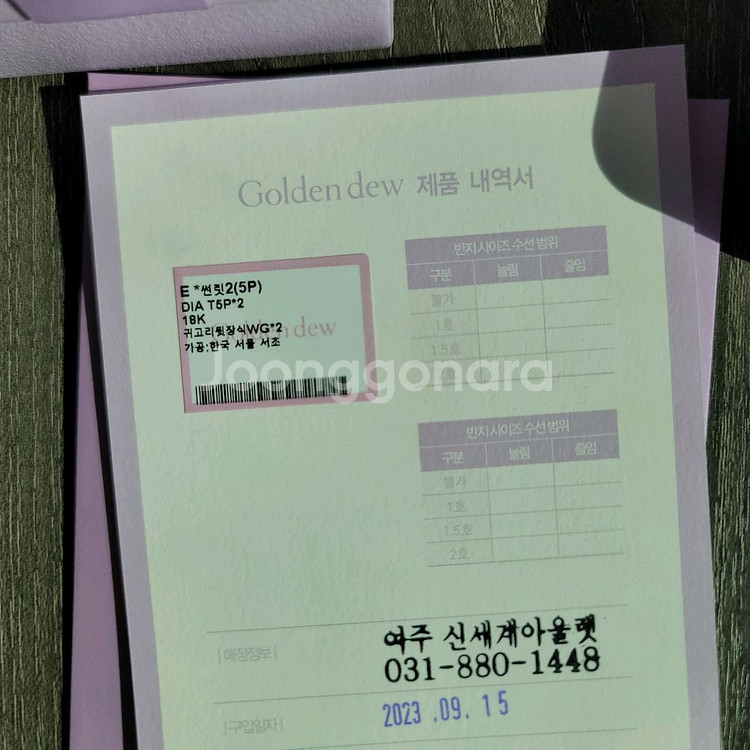 Golden dew 제품 내역서
E *썬릿2(5P)
DIA T5P*2
18K
귀고리뒷장식WG*2
가공:한국 서울 서초
Golden dew
반지 사이즈 수선 범위
구분 늘림 줄임
불가
1호
1.5호
Joonggonara
반지 사이즈 수선 범위
구분 늘림 줄임
불가
1호
1.5호
2호
|매장정보| 여주 신세계아울렛
031-880-1448
|구입일자| 2023.09.15